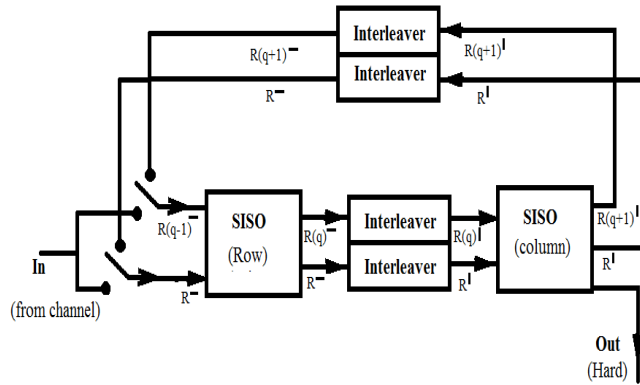 Interleaver
R(q+1)⁻
R(q+1)ᴵ
Interleaver
R⁻
Rᴵ
SISO
(Row)
R(q-1)⁻
R(q)⁻
Interleaver
R(q)ᴵ
SISO
(column)
R(q+1)ᴵ
In
(from channel)
R⁻
R⁻
Interleaver
Rᴵ
Rᴵ
Out
(Hard)